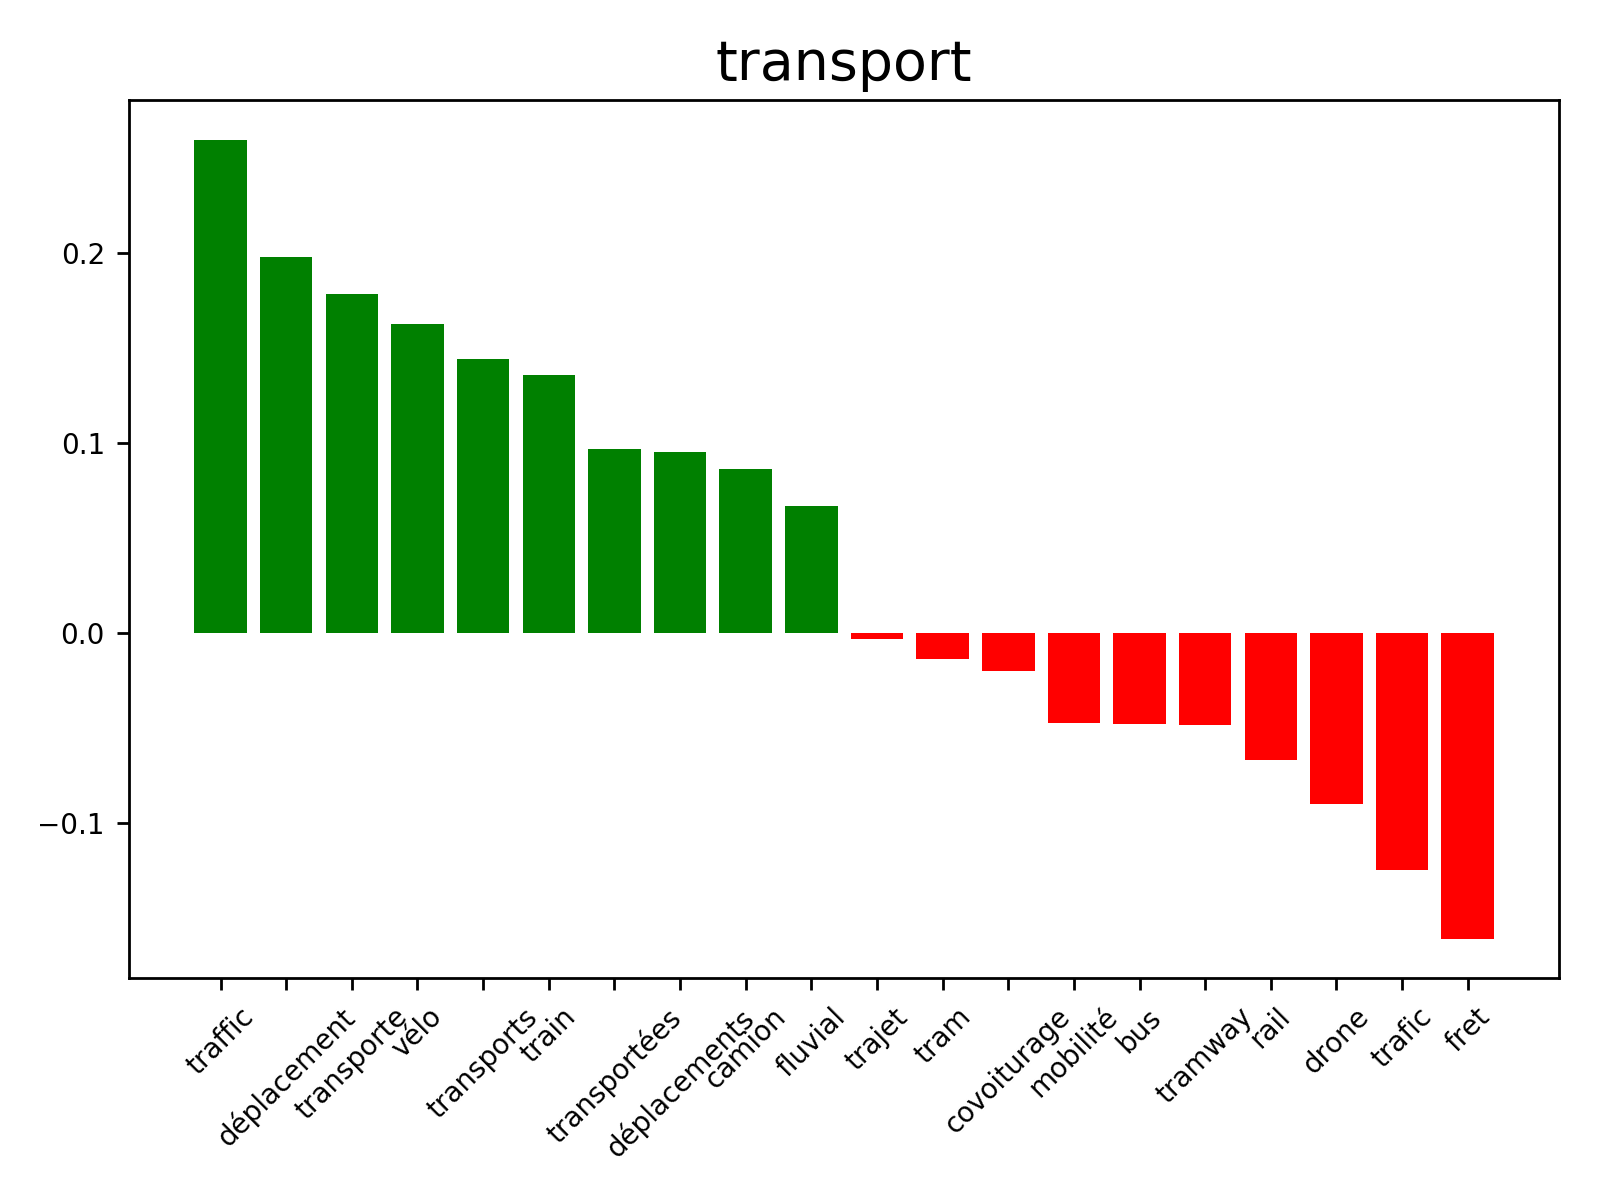 transport
0.2
0.1
0.0
−0.1
traffic
déplacement
transporte
vélo
transports
train
transportées
déplacements
camion
fluvial
trajet
tram
covoiturage
mobilité
bus
tramway
rail
drone
trafic
fret